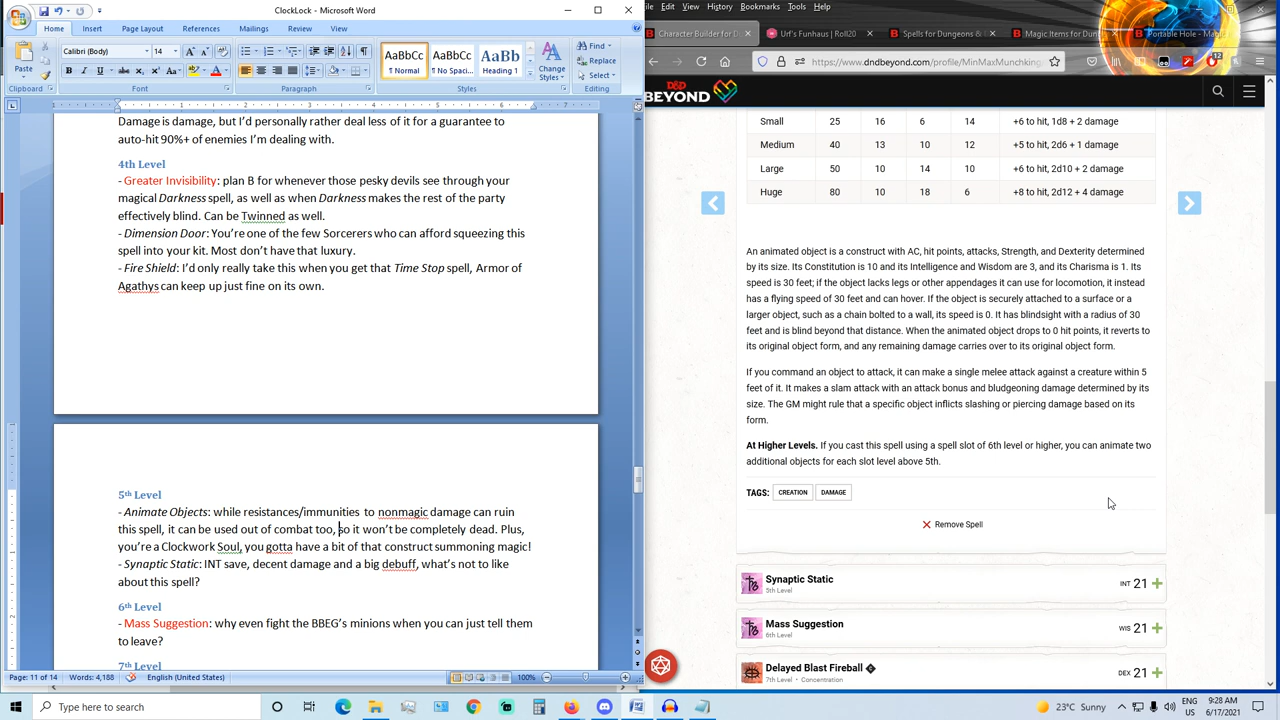 ClockLock - Microsoft Word
Home Insert Page Layout References Mailings Review View
Calibri (Body) 14
Paste
Clipboard Font Paragraph Styles Editing
AaBbCc AaBbCc AaBbC
¶ Normal ¶ No Spaci... Heading 1
Change Styles
Find
Replace
Select
Damage is damage, but I'd personally rather deal less of it for a guarantee to
auto-hit 90%+ of enemies I'm dealing with.
4th Level
- Greater Invisibility: plan B for whenever those pesky devils see through your
magical Darkness spell, as well as when Darkness makes the rest of the party
effectively blind. Can be Twinned as well.
- Dimension Door: You're one of the few Sorcerers who can afford squeezing this
spell into your kit. Most don't have that luxury.
- Fire Shield: I'd only really take this when you get that Time Stop spell, Armor of
Agathys can keep up just fine on its own.
5th Level
- Animate Objects: while resistances/immunities to nonmagic damage can ruin
this spell, it can be used out of combat too, so it won't be completely dead. Plus,
you're a Clockwork Soul, you gotta have a bit of that construct summoning magic!
- Synaptic Static: INT save, decent damage and a big debuff, what's not to like
about this spell?
6th Level
- Mass Suggestion: why even fight the BBEG's minions when you can just tell them
to leave?
7th Level
Page: 11 of 14 Words: 4,188 English (United States) 100%
Edit View History Bookmarks Tools Help
Character Builder for D Urf's Funhaus | Roll20 Spells for Dungeons & Magic Items for Dun Portable Hole - Magic
https://www.dndbeyond.com/profile/MinMaxMunchking
D&D
BEYOND
Small 25 16 6 14 +6 to hit, 1d8 + 2 damage
Medium 40 13 10 12 +5 to hit, 2d6 + 1 damage
Large 50 10 14 10 +6 to hit, 2d10 + 2 damage
Huge 80 10 18 6 +8 to hit, 2d12 + 4 damage
An animated object is a construct with AC, hit points, attacks, Strength, and Dexterity determined
by its size. Its Constitution is 10 and its Intelligence and Wisdom are 3, and its Charisma is 1. Its
speed is 30 feet; if the object lacks legs or other appendages it can use for locomotion, it instead
has a flying speed of 30 feet and can hover. If the object is securely attached to a surface or a
larger object, such as a chain bolted to a wall, its speed is 0. It has blindsight with a radius of 30
feet and is blind beyond that distance. When the animated object drops to 0 hit points, it reverts to
its original object form, and any remaining damage carries over to its original object form.
If you command an object to attack, it can make a single melee attack against a creature within 5
feet of it. It makes a slam attack with an attack bonus and bludgeoning damage determined by its
size. The GM might rule that a specific object inflicts slashing or piercing damage based on its
form.
At Higher Levels. If you cast this spell using a spell slot of 6th level or higher, you can animate two
additional objects for each slot level above 5th.
TAGS: CREATION DAMAGE
Remove Spell
Synaptic Static
5th Level
INT 21
Mass Suggestion
6th Level
WIS 21
Delayed Blast Fireball
7th Level • Concentration
DEX 21
Type here to search
23°C Sunny
ENG
US
9:28 AM
6/17/2021